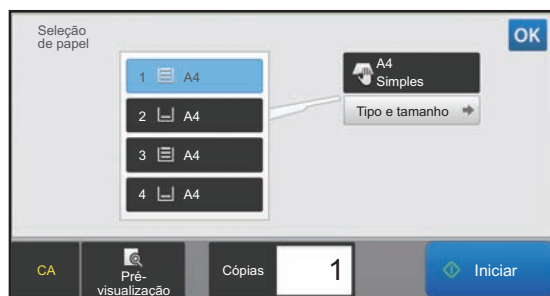 Seleção
de papel
OK
1 A4
2 A4
3 A4
4 A4
A4
Simples
Tipo e tamanho
CA
Pré-
visualização
Cópias
1
Iniciar